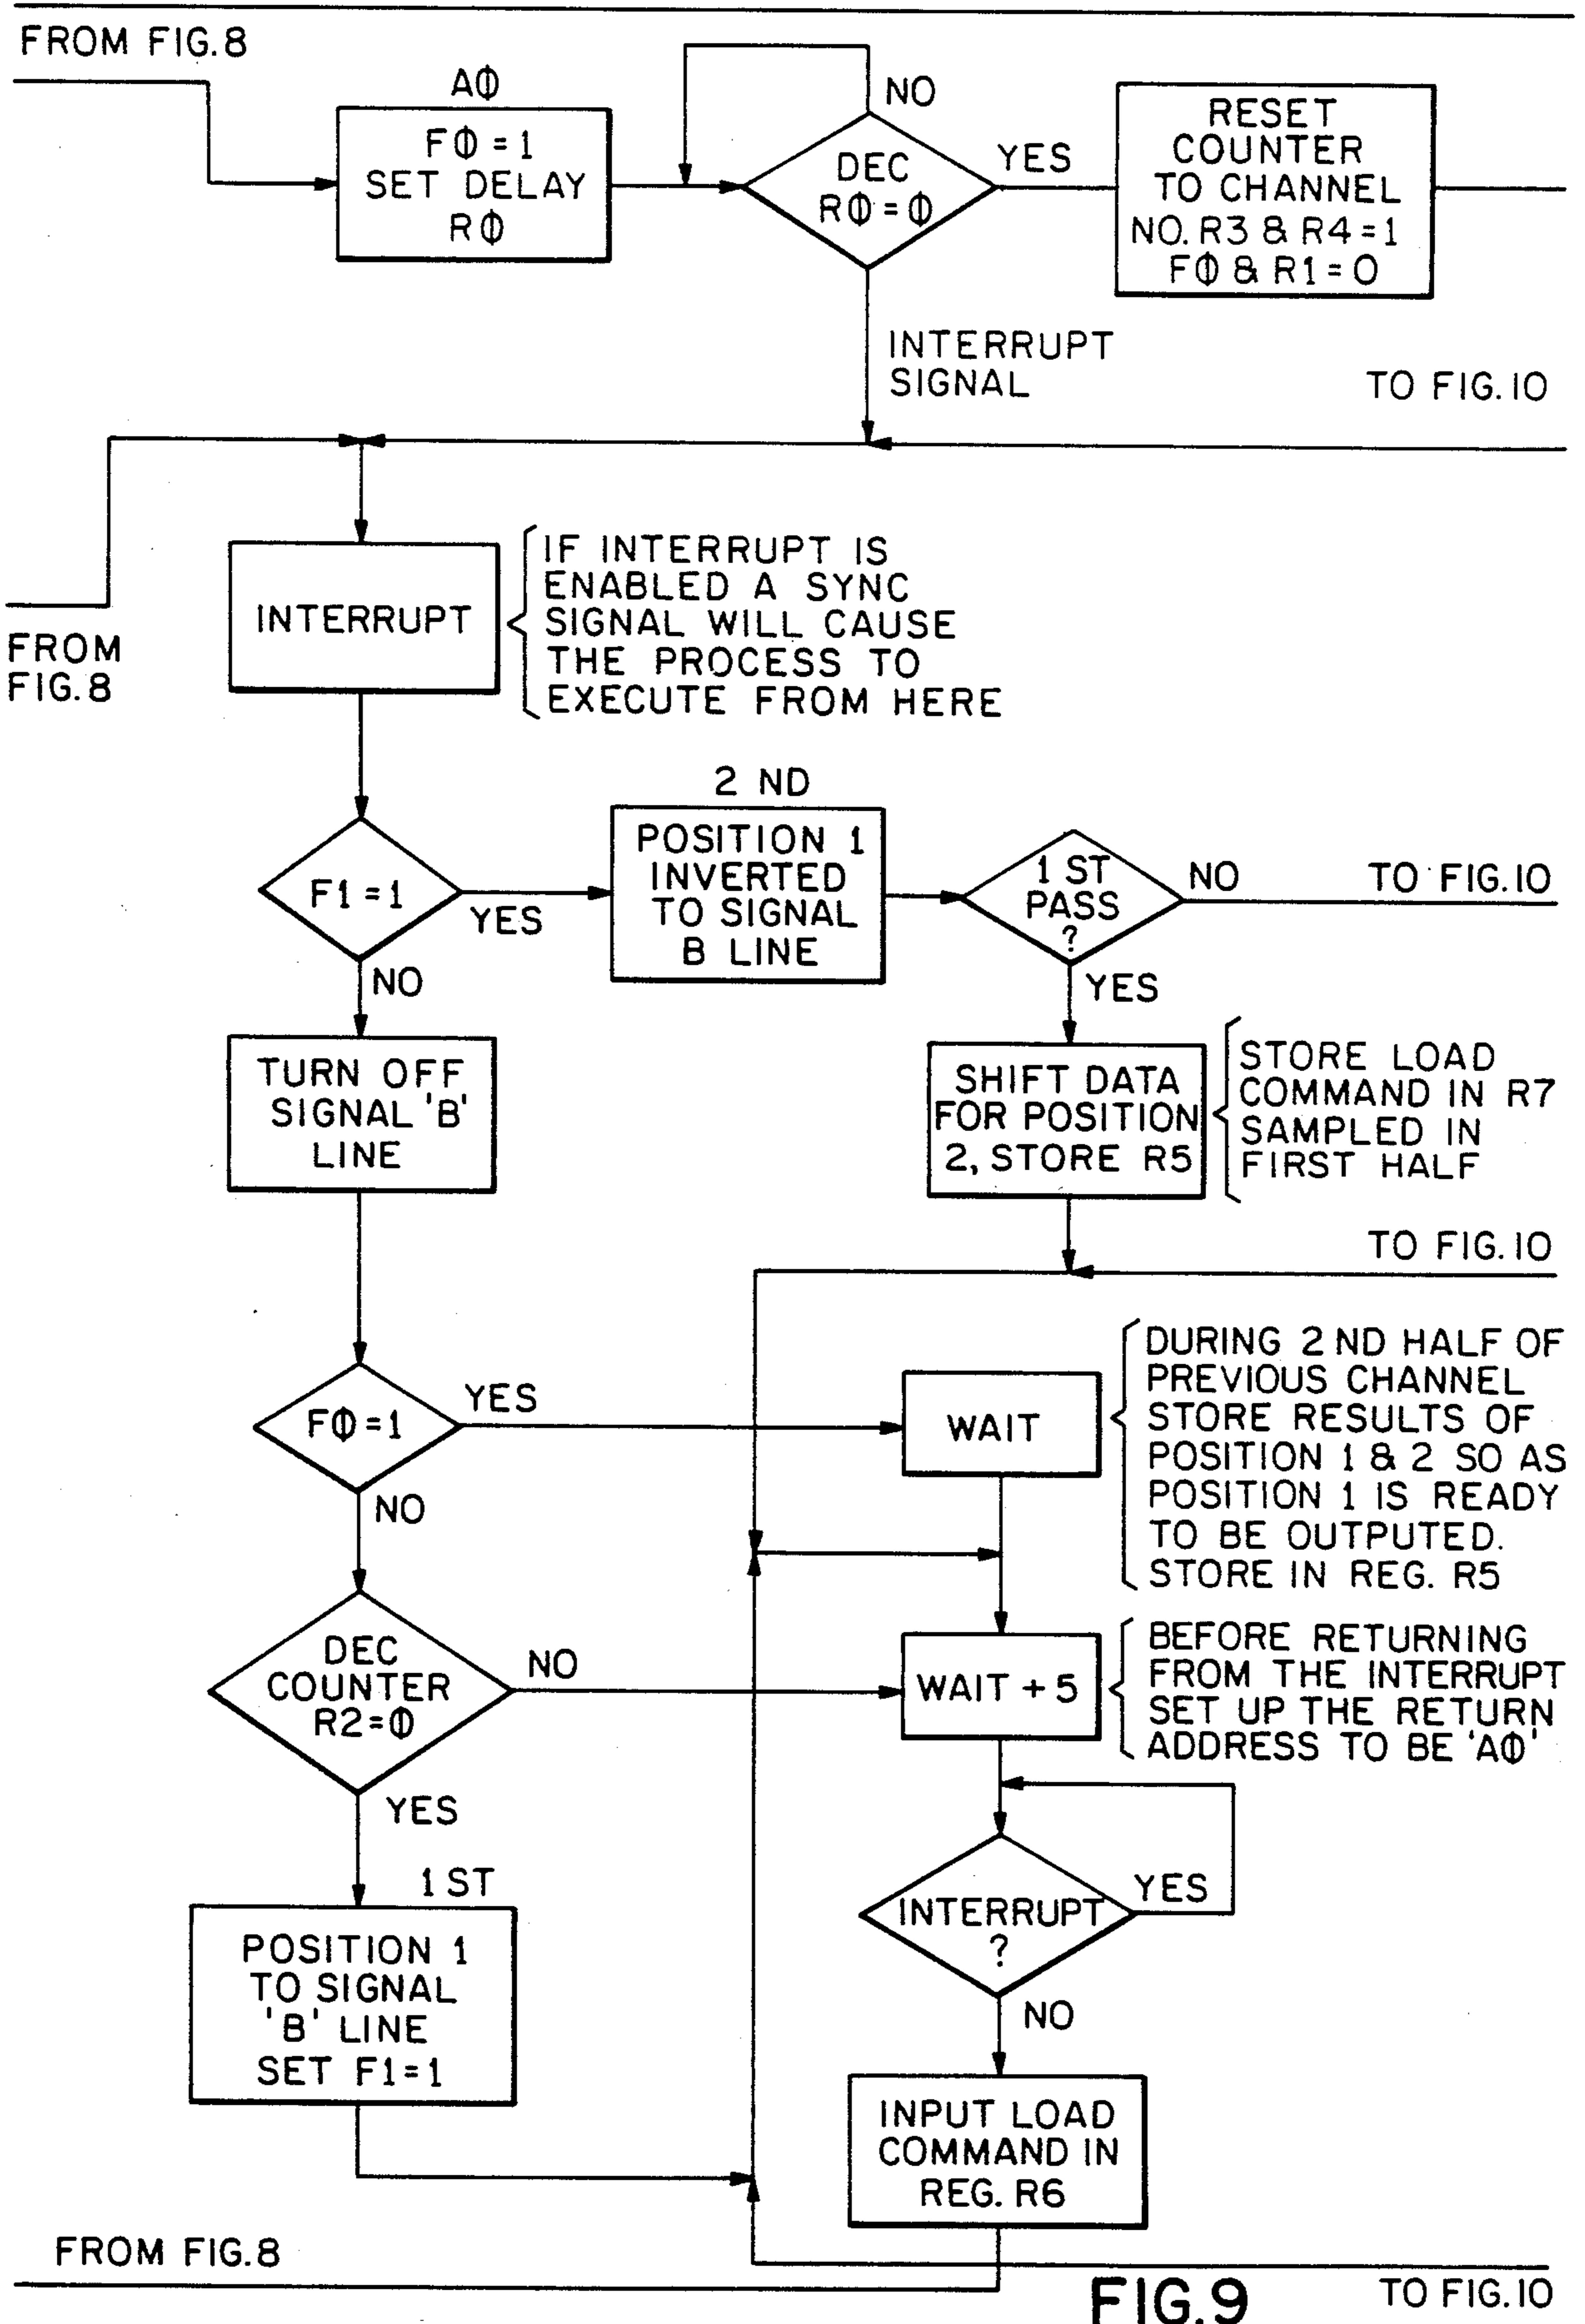 FROM FIG.8
AΦ
FΦ = 1
SET DELAY
RΦ
NO
DEC
RΦ = Φ
YES
RESET
COUNTER
TO CHANNEL
NO. R3 & R4 = 1
FΦ & R1 = 0
INTERRUPT
SIGNAL
TO FIG.10
FROM
FIG.8
INTERRUPT
IF INTERRUPT IS
ENABLED A SYNC
SIGNAL WILL CAUSE
THE PROCESS TO
EXECUTE FROM HERE
F1 = 1
YES
NO
2 ND
POSITION 1
INVERTED
TO SIGNAL
B LINE
1 ST
PASS
?
NO
TO FIG.10
YES
TURN OFF
SIGNAL 'B'
LINE
SHIFT DATA
FOR POSITION
2, STORE R5
STORE LOAD
COMMAND IN R7
SAMPLED IN
FIRST HALF
TO FIG.10
FΦ = 1
YES
NO
WAIT
DURING 2 ND HALF OF
PREVIOUS CHANNEL
STORE RESULTS OF
POSITION 1 & 2 SO AS
POSITION 1 IS READY
TO BE OUTPUTED.
STORE IN REG. R5
DEC
COUNTER
R2 = Φ
NO
YES
WAIT + 5
BEFORE RETURNING
FROM THE INTERRUPT
SET UP THE RETURN
ADDRESS TO BE 'AΦ'
1 ST
POSITION 1
TO SIGNAL
'B' LINE
SET F1 = 1
INTERRUPT
?
YES
NO
INPUT LOAD
COMMAND IN
REG. R6
FROM FIG.8
FIG.9
TO FIG.10